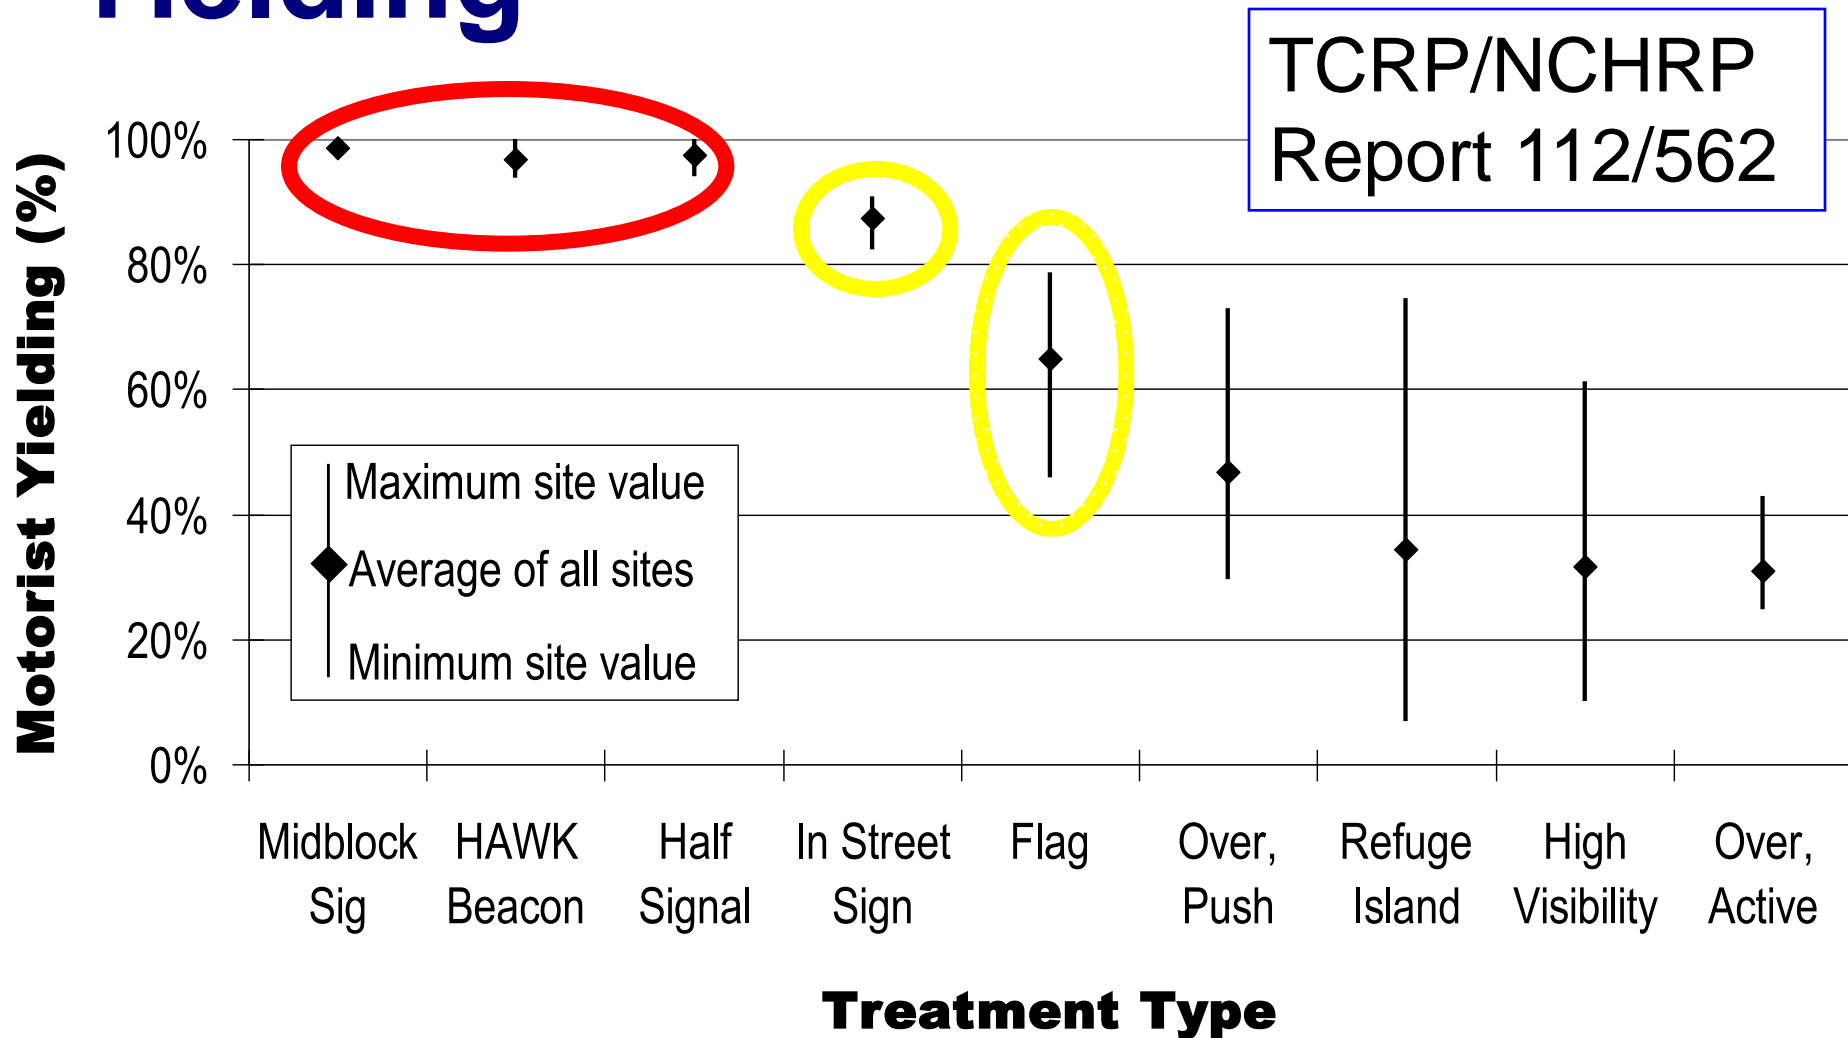 TCRP/NCHRP
Report 112/562
Motorist Yielding (%)
100%
80%
60%
40%
20%
0%
Maximum site value
Average of all sites
Minimum site value
Midblock
Sig
HAWK
Beacon
Half
Signal
In Street
Sign
Flag
Over,
Push
Refuge
Island
High
Visibility
Over,
Active
Treatment Type